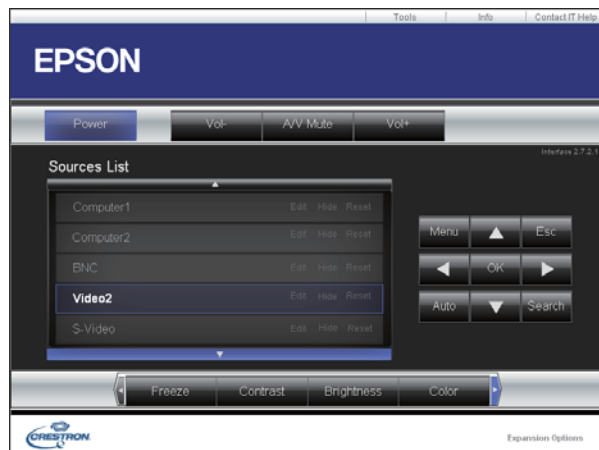 Tools Info Contact IT Help
EPSON
Power Vol- A/V Mute Vol+
Interface 2.7.2.1
Sources List
Computer1 Edit Hide Reset
Computer2 Edit Hide Reset
BNC Edit Hide Reset
Video2 Edit Hide Reset
S-Video Edit Hide Reset
Menu Esc
OK
Auto Search
Freeze Contrast Brightness Color
CRESTRON
Expansion Options